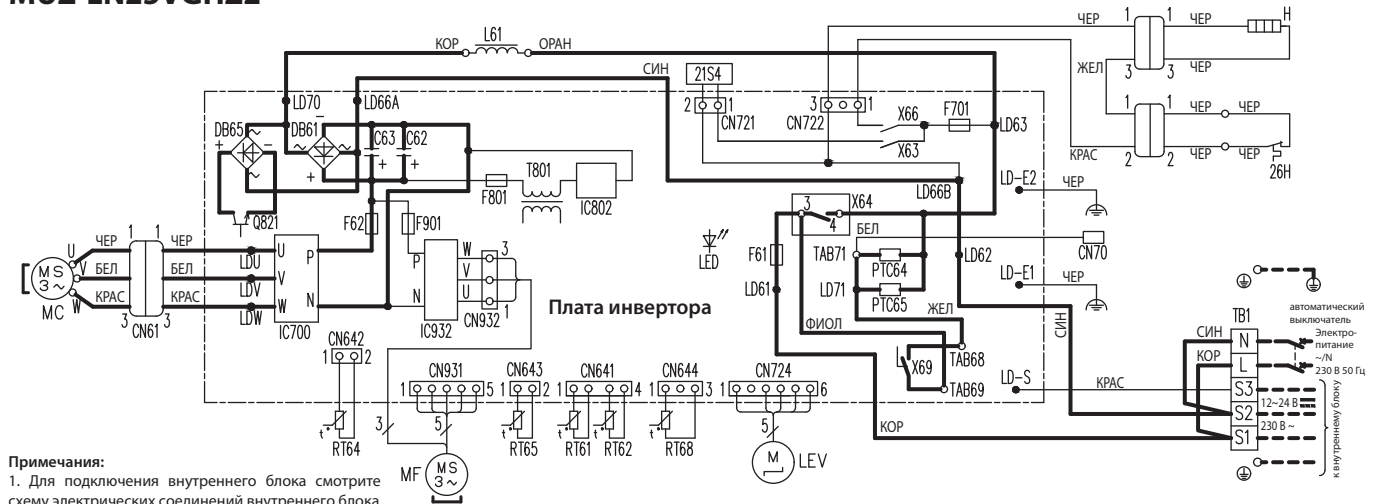 MUZ-LN25VGHZ2
КОР L61 ОРАН
СИН
21S4
2 1
CN721
3 1
CN722
X66
X63
F701
LD63
ЧЕР 1 1 ЧЕР H
ЖЕЛ 3 3 ЧЕР
1 1 ЧЕР ЧЕР
КРАС 2 2 ЧЕР ЧЕР
26H
LD70 LD66A
DB65 DB61 C63 C62
+ - ~
F801 T801 IC802
Q821
F62 F901
ЧЕР 1 1 ЧЕР
U V W
БЕЛ БЕЛ
КРАС КРАС
3 3
MS
3~
MC
CN61
LDU
LDV
LDW
U P
V
W N
IC700
P W 3
V
N U 1
IC932 CN932
Плата инвертора
LED
F61
LD61
3 4 X64
LD66B
БЕЛ
TAB71
LD71
PTC64
PTC65
LD62
ЖЕЛ
ФИОЛ
X69
TAB68
TAB69
СИН
LD-E2 ЧЕР
CN70
LD-E1 ЧЕР
LD-S КРАС
КОР
TB1
СИН N
КОР L
S3
S2
S1
автоматический
выключатель
Электро-
питание
~/N
230 В 50 Гц
12~24 В
230 В ~
к внутреннему блоку
CN642
1 2
RT64
t°
CN931
1 5
3 5
MF
MS
3~
CN643
1 2
RT65
t°
CN641
1 4
RT61 RT62
t° t°
CN644
1 3
RT68
t°
CN724
1 6
5
M
LEV
Примечания:
1. Для подключения внутреннего блока смотрите
схему электрических соединений внутреннего блока.